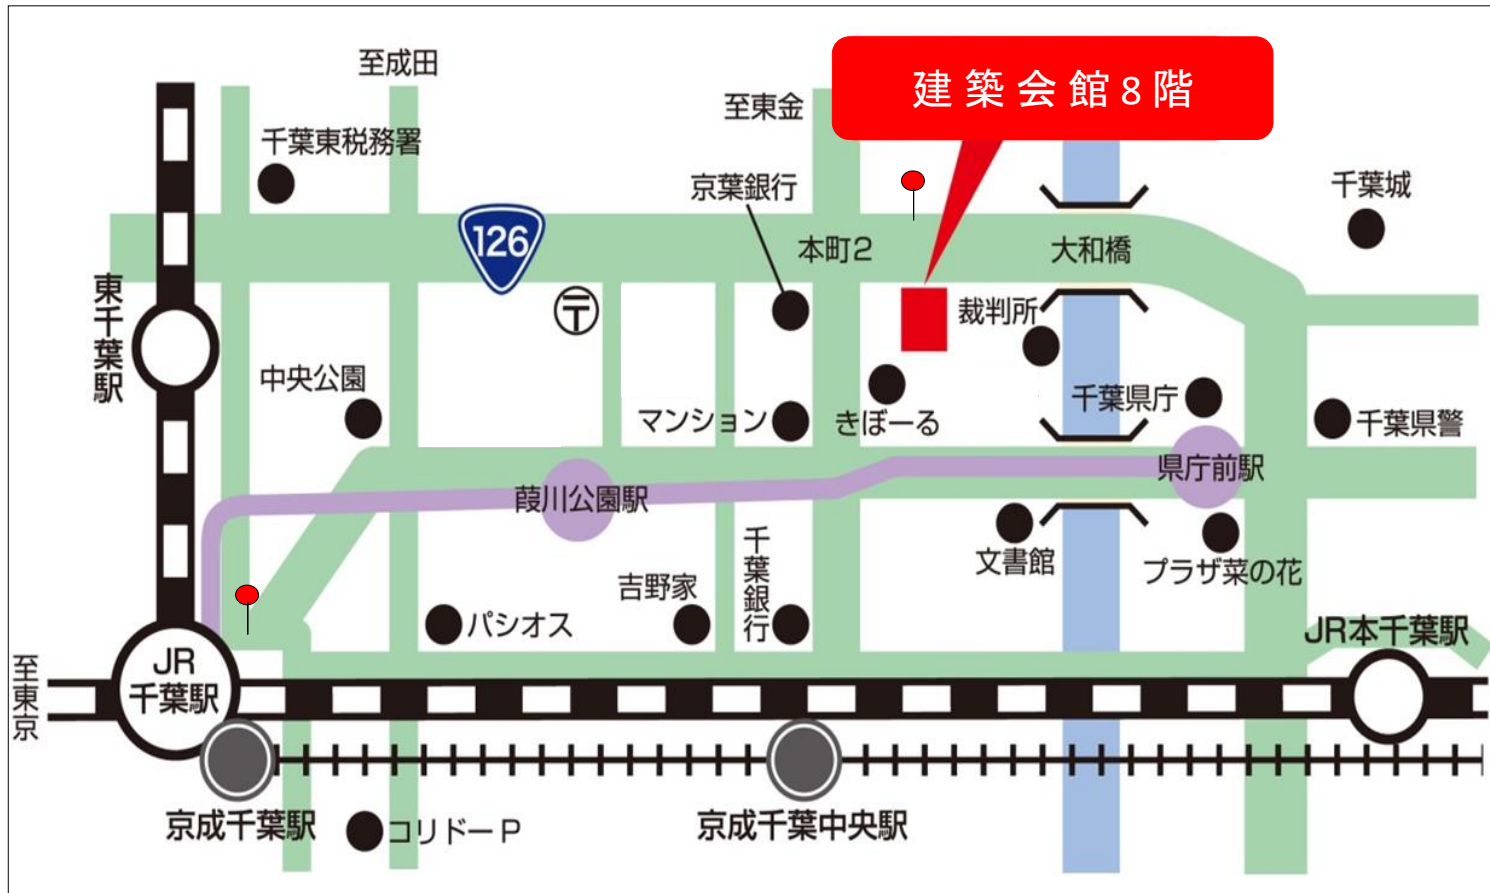 至成田
建築会館8階
至東金
千葉東税務署
京葉銀行
千葉城
126
本町2
大和橋
東千葉駅
〒
裁判所
中央公園
マンション
きぼーる
千葉県庁
千葉県警
葭川公園駅
県庁前駅
千葉銀行
文書館
プラザ菜の花
吉野家
パシオス
JR本千葉駅
至東京
JR
千葉駅
京成千葉駅
コリドーP
京成千葉中央駅